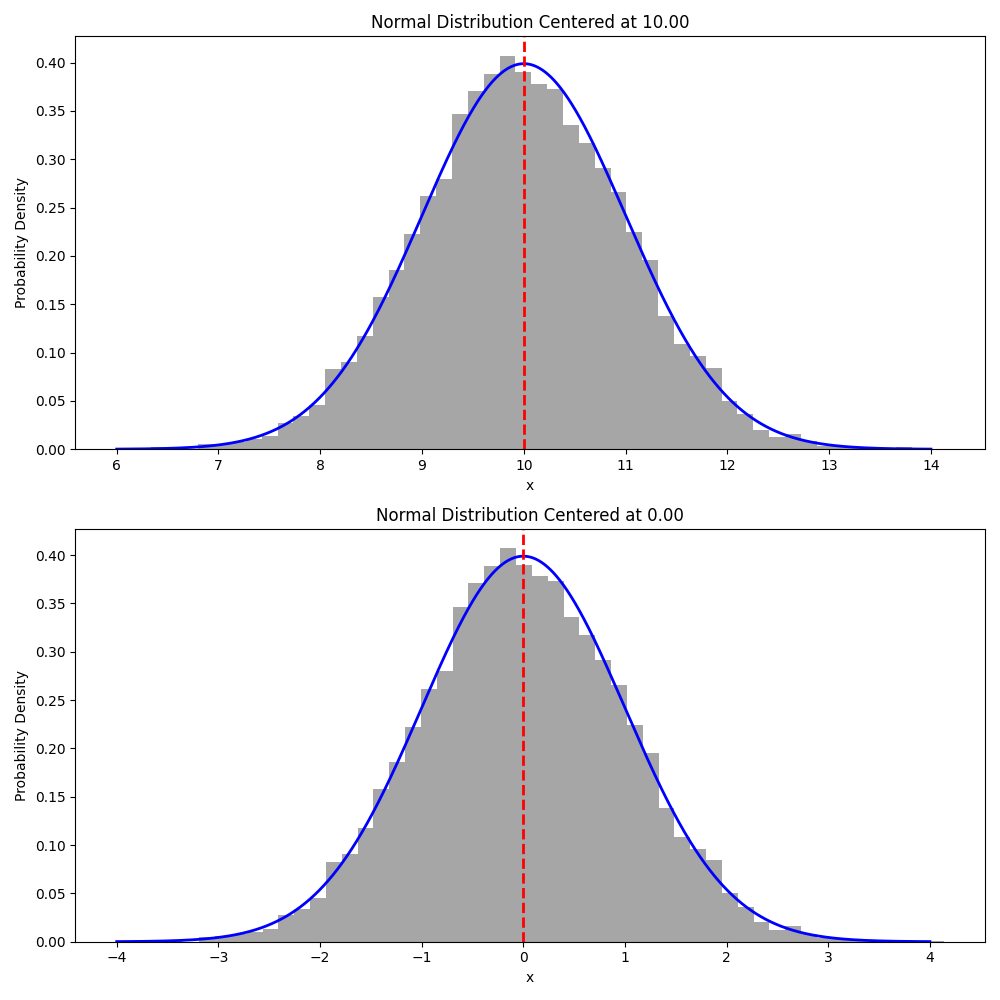 Normal Distribution Centered at 10.00
0.40
0.35
0.30
0.25
0.20
0.15
0.10
0.05
0.00
Probability Density
6 7 8 9 10 11 12 13 14
x
Normal Distribution Centered at 0.00
0.40
0.35
0.30
0.25
0.20
0.15
0.10
0.05
0.00
Probability Density
−4 −3 −2 −1 0 1 2 3 4
x